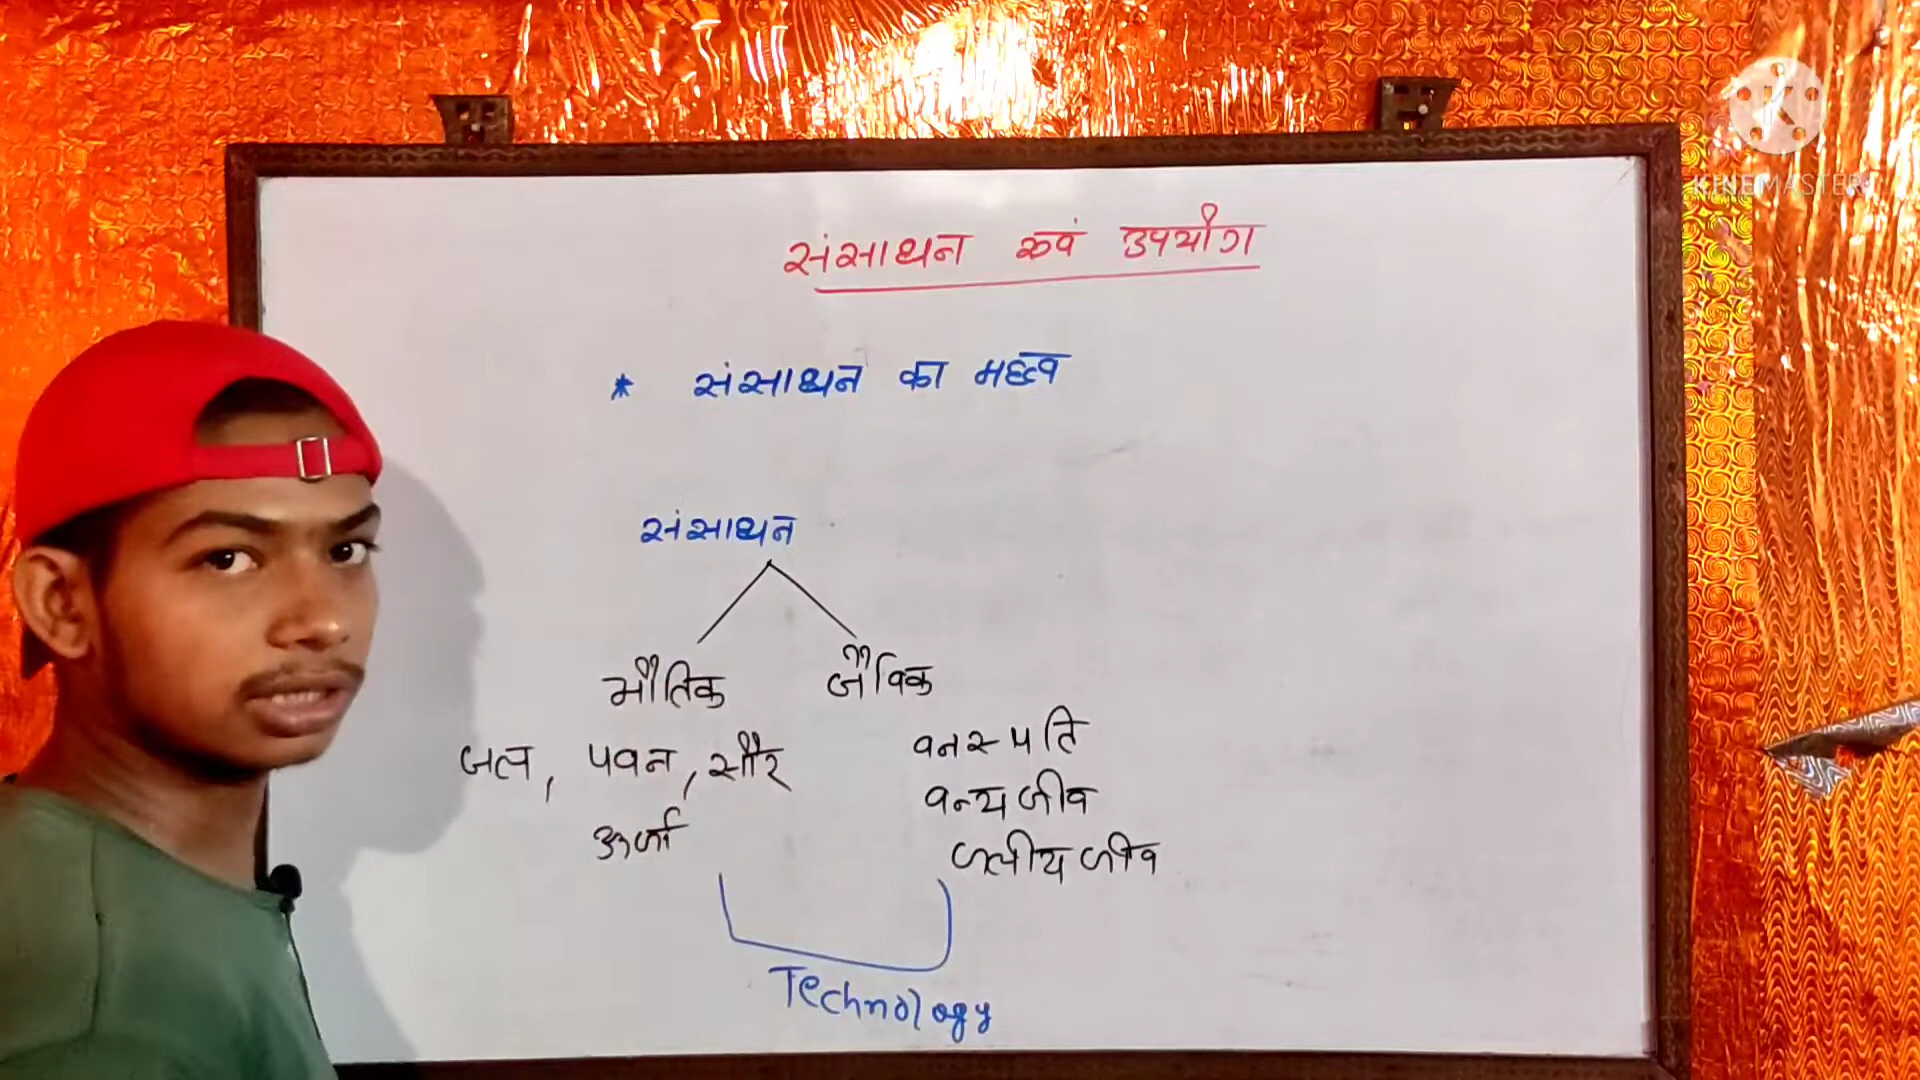 संसाधन एवं उपयोग
* संसाधन का महत्व
संसाधन
भौतिक जैविक
जल, पवन, सौर ऊर्जा
वनस्पति
वन्य जीव
जलीय जीव
Technology
KINEMASTER